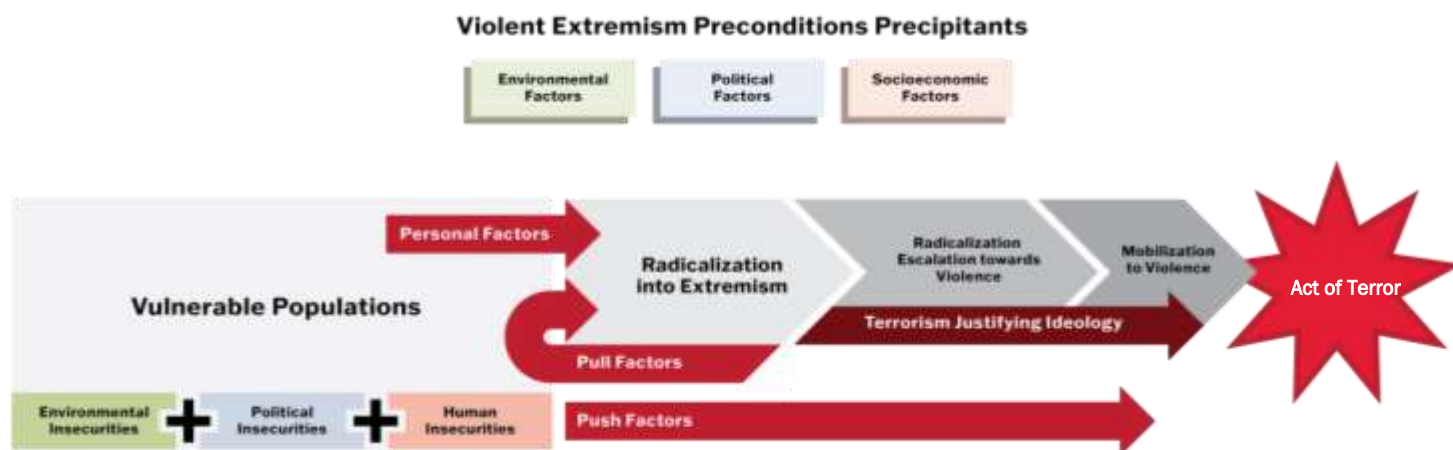 Violent Extremism Preconditions Precipitants
Environmental
Factors
Political
Factors
Socioeconomic
Factors
Personal Factors
Vulnerable Populations
Radicalization
into Extremism
Radicalization
Escalation towards
Violence
Mobilization
to Violence
Act of Terror
Terrorism Justifying Ideology
Pull Factors
Environmental
Insecurities
+
Political
Insecurities
+
Human
Insecurities
Push Factors